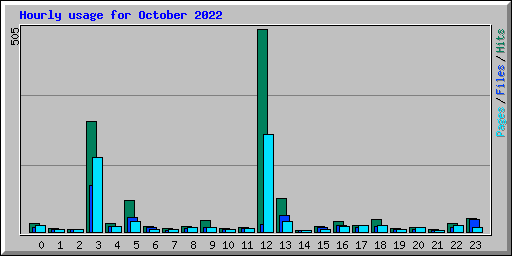 Hourly usage for October 2022
505
Pages/Files/Hits
0 1 2 3 4 5 6 7 8 9 10 11 12 13 14 15 16 17 18 19 20 21 22 23